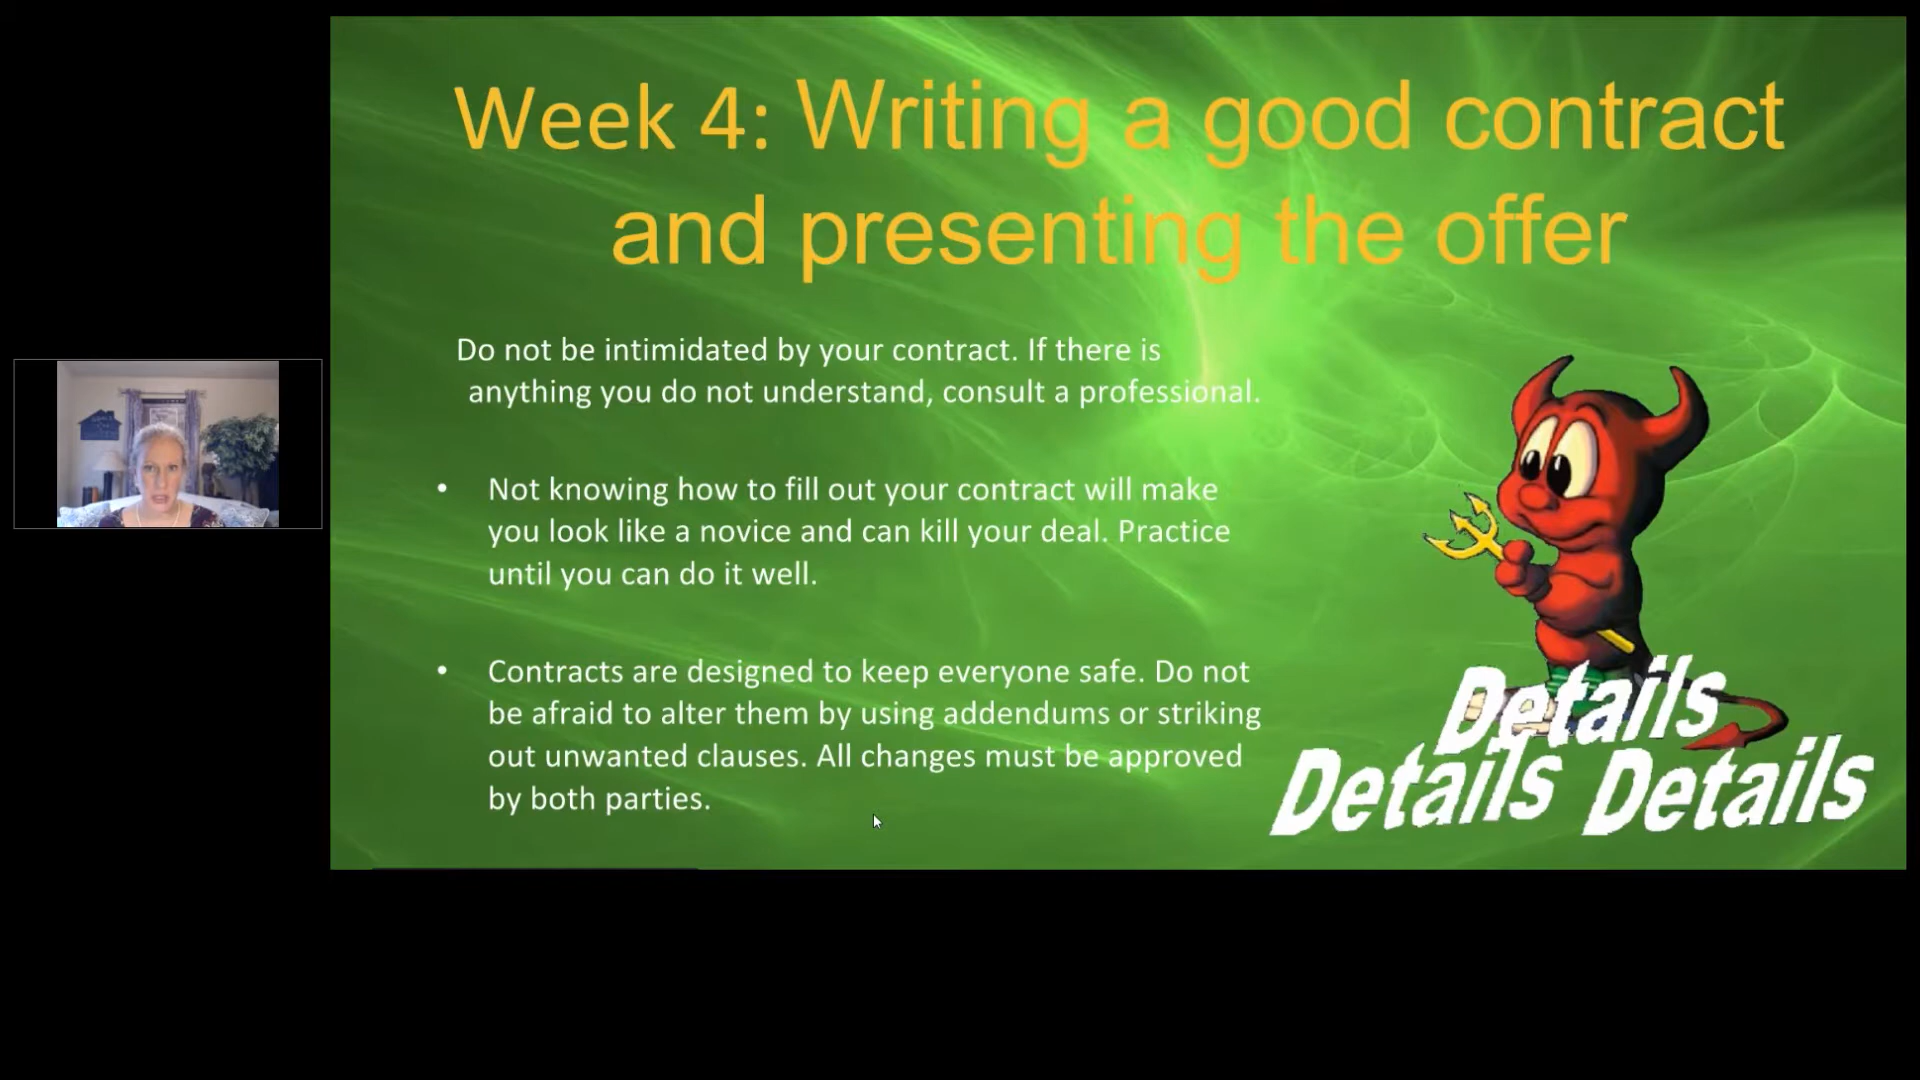 Week 4: Writing a good contract
and presenting the offer
Do not be intimidated by your contract. If there is
anything you do not understand, consult a professional.
• Not knowing how to fill out your contract will make
you look like a novice and can kill your deal. Practice
until you can do it well.
• Contracts are designed to keep everyone safe. Do not
be afraid to alter them by using addendums or striking
out unwanted clauses. All changes must be approved
by both parties.
Details
Details Details